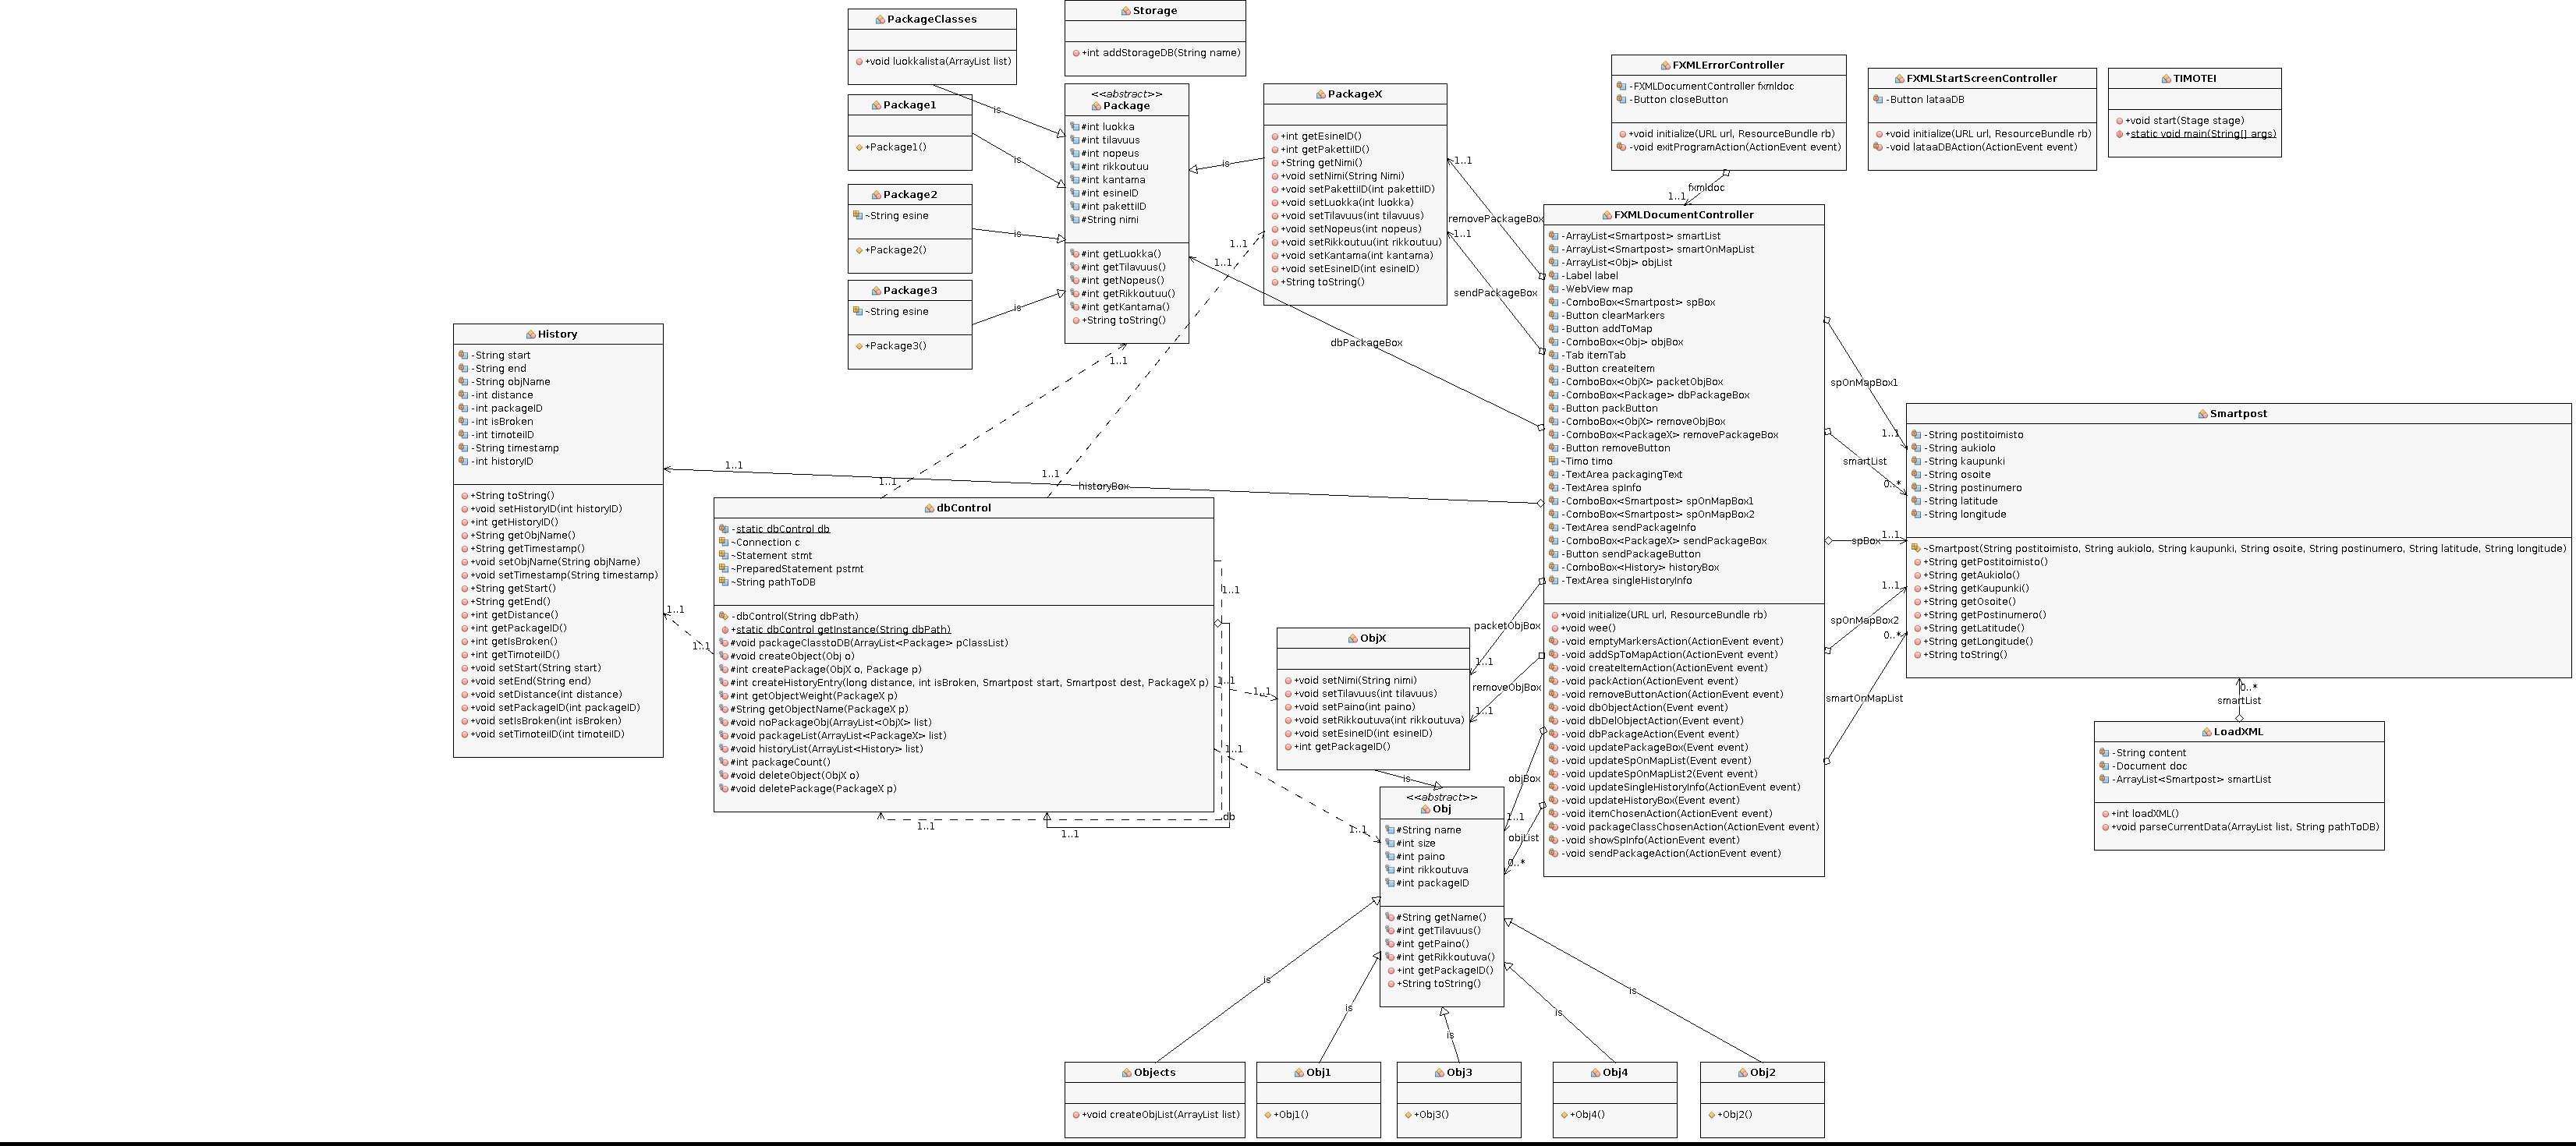 PackageClasses
+void luokkalista(ArrayList list)
Storage
+int addStorageDB(String name)
Package1
+Package1()
Package2
~String esine
+Package2()
Package3
~String esine
+Package3()
is
is
is
is
<<abstract>>
Package
#int luokka
#int tilavuus
#int nopeus
#int rikkoutuu
#int kantama
#int esineID
#int pakettiID
#String nimi
#int getLuokka()
#int getTilavuus()
#int getNopeus()
#int getRikkoutuu()
#int getKantama()
+String toString()
is
PackageX
+int getEsineID()
+int getPakettiID()
+String getNimi()
+void setNimi(String Nimi)
+void setPakettiID(int pakettiID)
+void setLuokka(int luokka)
+void setTilavuus(int tilavuus)
+void setNopeus(int nopeus)
+void setRikkoutuu(int rikkoutuu)
+void setKantama(int kantama)
+void setEsineID(int esineID)
+String toString()
FXMLErrorController
-FXMLDocumentController fxmldoc
-Button closeButton
+void initialize(URL url, ResourceBundle rb)
-void exitProgramAction(ActionEvent event)
FXMLStartScreenController
-Button lataaDB
+void initialize(URL url, ResourceBundle rb)
-void lataaDBAction(ActionEvent event)
TIMOTEI
+void start(Stage stage)
+static void main(String[] args)
fxmldoc
1..1
1..1
removePackageBox
1..1
sendPackageBox
1..1
1..1
dbPackageBox
1..1
1..1
1..1
1..1
historyBox
FXMLDocumentController
-ArrayList<Smartpost> smartList
-ArrayList<Smartpost> smartOnMapList
-ArrayList<Obj> objList
-Label label
-WebView map
-ComboBox<Smartpost> spBox
-Button clearMarkers
-Button addToMap
-ComboBox<Obj> objBox
-Tab itemTab
-Button createItem
-ComboBox<ObjX> packetObjBox
-ComboBox<Package> dbPackageBox
-Button packButton
-ComboBox<ObjX> removeObjBox
-ComboBox<PackageX> removePackageBox
-Button removeButton
~Timo timo
-TextArea packagingText
-TextArea spInfo
-ComboBox<Smartpost> spOnMapBox1
-ComboBox<Smartpost> spOnMapBox2
-TextArea sendPackageInfo
-ComboBox<PackageX> sendPackageBox
-Button sendPackageButton
-ComboBox<History> historyBox
-TextArea singleHistoryInfo
+void initialize(URL url, ResourceBundle rb)
+void wee()
-void emptyMarkersAction(ActionEvent event)
-void addSpToMapAction(ActionEvent event)
-void createItemAction(ActionEvent event)
-void packAction(ActionEvent event)
-void removeButtonAction(ActionEvent event)
-void dbObjectAction(Event event)
-void dbDelObjectAction(Event event)
-void dbPackageAction(Event event)
-void updatePackageBox(Event event)
-void updateSpOnMapList(Event event)
-void updateSpOnMapList2(Event event)
-void updateSingleHistoryInfo(ActionEvent event)
-void updateHistoryBox(Event event)
-void itemChosenAction(ActionEvent event)
-void packageClassChosenAction(ActionEvent event)
-void showSpInfo(ActionEvent event)
-void sendPackageAction(ActionEvent event)
History
-String start
-String end
-String objName
-int distance
-int packageID
-int isBroken
-int timoteiID
-String timestamp
-int historyID
+String toString()
+void setHistoryID(int historyID)
+int getHistoryID()
+String getObjName()
+String getTimestamp()
+void setObjName(String objName)
+void setTimestamp(String timestamp)
+String getStart()
+String getEnd()
+int getDistance()
+int getPackageID()
+int getIsBroken()
+int getTimoteiID()
+void setStart(String start)
+void setEnd(String end)
+void setDistance(int distance)
+void setPackageID(int packageID)
+void setIsBroken(int isBroken)
+void setTimoteiID(int timoteiID)
1..1
1..1
1..1
dbControl
-static dbControl db
~Connection c
~Statement stmt
~PreparedStatement pstmt
~String pathToDB
-dbControl(String dbPath)
+static dbControl getInstance(String dbPath)
#void packageClasstoDB(ArrayList<Package> pClassList)
#void createObject(Obj o)
#int createPackage(ObjX o, Package p)
#int createHistoryEntry(long distance, int isBroken, Smartpost start, Smartpost dest, PackageX p)
#int getObjectWeight(PackageX p)
#String getObjectName(PackageX p)
#void noPackageObj(ArrayList<ObjX> list)
#void packageList(ArrayList<PackageX> list)
#void historyList(ArrayList<History> list)
#int packageCount()
#void deleteObject(ObjX o)
#void deletePackage(PackageX p)
1..1
1..1
1..1
1..1
db
1..1
1..1
1..1
ObjX
+void setNimi(String nimi)
+void setTilavuus(int tilavuus)
+void setPaino(int paino)
+void setRikkoutuva(int rikkoutuva)
+void setEsineID(int esineID)
+int getPackageID()
is
packetObjBox
1..1
removeObjBox
1..1
objBox
1..1
objList
0..*
<<abstract>>
Obj
#String name
#int size
#int paino
#int rikkoutuva
#int packageID
#String getName()
#int getTilavuus()
#int getPaino()
#int getRikkoutuva()
+int getPackageID()
+String toString()
spOnMapBox1
1..1
smartList
0..*
spBox
1..1
spOnMapBox2
1..1
smartOnMapList
0..*
Smartpost
-String postitoimisto
-String aukiolo
-String kaupunki
-String osoite
-String postinumero
-String latitude
-String longitude
~Smartpost(String postitoimisto, String aukiolo, String kaupunki, String osoite, String postinumero, String latitude, String longitude)
+String getPostitoimisto()
+String getAukiolo()
+String getKaupunki()
+String getOsoite()
+String getPostinumero()
+String getLatitude()
+String getLongitude()
+String toString()
0..*
smartList
LoadXML
-String content
-Document doc
-ArrayList<Smartpost> smartList
+int loadXML()
+void parseCurrentData(ArrayList list, String pathToDB)
is
is
is
is
is
Objects
+void createObjList(ArrayList list)
Obj1
+Obj1()
Obj3
+Obj3()
Obj4
+Obj4()
Obj2
+Obj2()